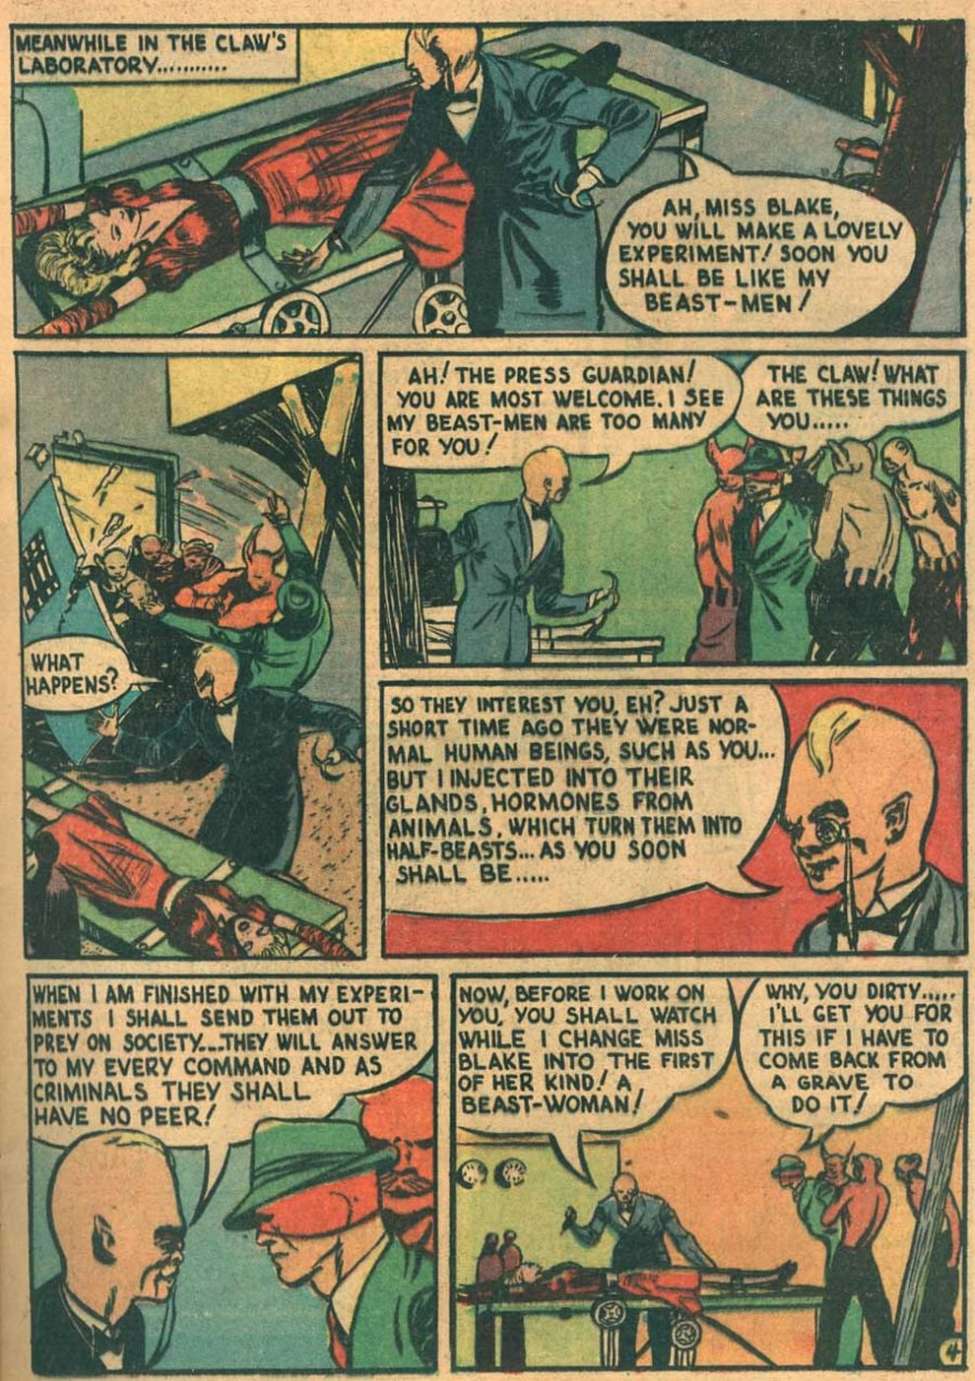 MEANWHILE IN THE CLAW'S
LABORATORY...........
AH, MISS BLAKE,
YOU WILL MAKE A LOVELY
EXPERIMENT! SOON YOU
SHALL BE LIKE MY
BEAST-MEN!
WHAT
HAPPENS?
AH! THE PRESS GUARDIAN!
YOU ARE MOST WELCOME. I SEE
MY BEAST-MEN ARE TOO MANY
FOR YOU!
THE CLAW! WHAT
ARE THESE THINGS
YOU.....
SO THEY INTEREST YOU, EH? JUST A
SHORT TIME AGO THEY WERE NOR-
MAL HUMAN BEINGS, SUCH AS YOU...
BUT I INJECTED INTO THEIR
GLANDS, HORMONES FROM
ANIMALS, WHICH TURN THEM INTO
HALF-BEASTS... AS YOU SOON
SHALL BE.....
WHEN I AM FINISHED WITH MY EXPERI-
MENTS I SHALL SEND THEM OUT TO
PREY ON SOCIETY....THEY WILL ANSWER
TO MY EVERY COMMAND AND AS
CRIMINALS THEY SHALL
HAVE NO PEER!
NOW, BEFORE I WORK ON
YOU, YOU SHALL WATCH
WHILE I CHANGE MISS
BLAKE INTO THE FIRST
OF HER KIND! A
BEAST-WOMAN!
WHY, YOU DIRTY.....
I'LL GET YOU FOR
THIS IF I HAVE TO
COME BACK FROM
A GRAVE TO
DO IT!
4